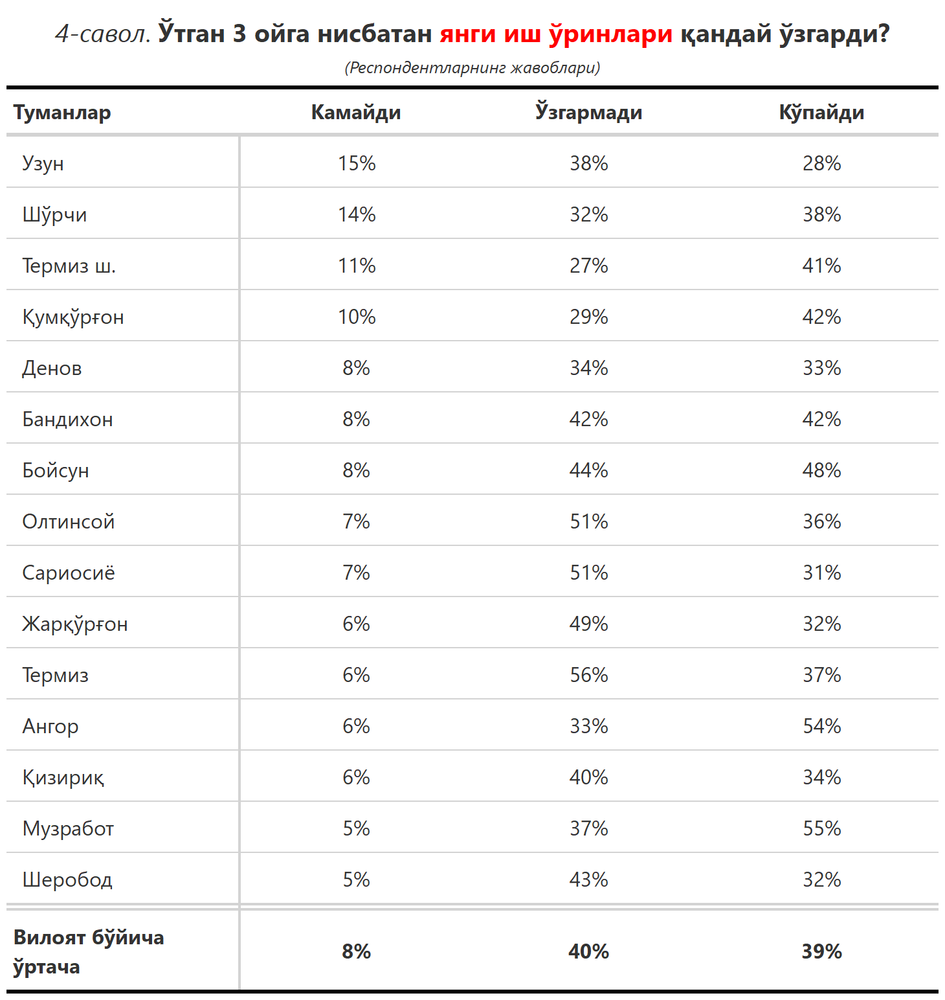 4-савол. Ўтган 3 ойга нисбатан янги иш ўринлари қандай ўзгарди?
(Респондентларнинг жавоблари)
Туманлар Камайди Ўзгармади Кўпайди
Узун 15% 38% 28%
Шўрчи 14% 32% 38%
Термиз ш. 11% 27% 41%
Қумқўрғон 10% 29% 42%
Денов 8% 34% 33%
Бандихон 8% 42% 42%
Бойсун 8% 44% 48%
Олтинсой 7% 51% 36%
Сариосиё 7% 51% 31%
Жарқўрғон 6% 49% 32%
Термиз 6% 56% 37%
Ангор 6% 33% 54%
Қизириқ 6% 40% 34%
Музработ 5% 37% 55%
Шеробод 5% 43% 32%
Вилоят бўйича
ўртача 8% 40% 39%